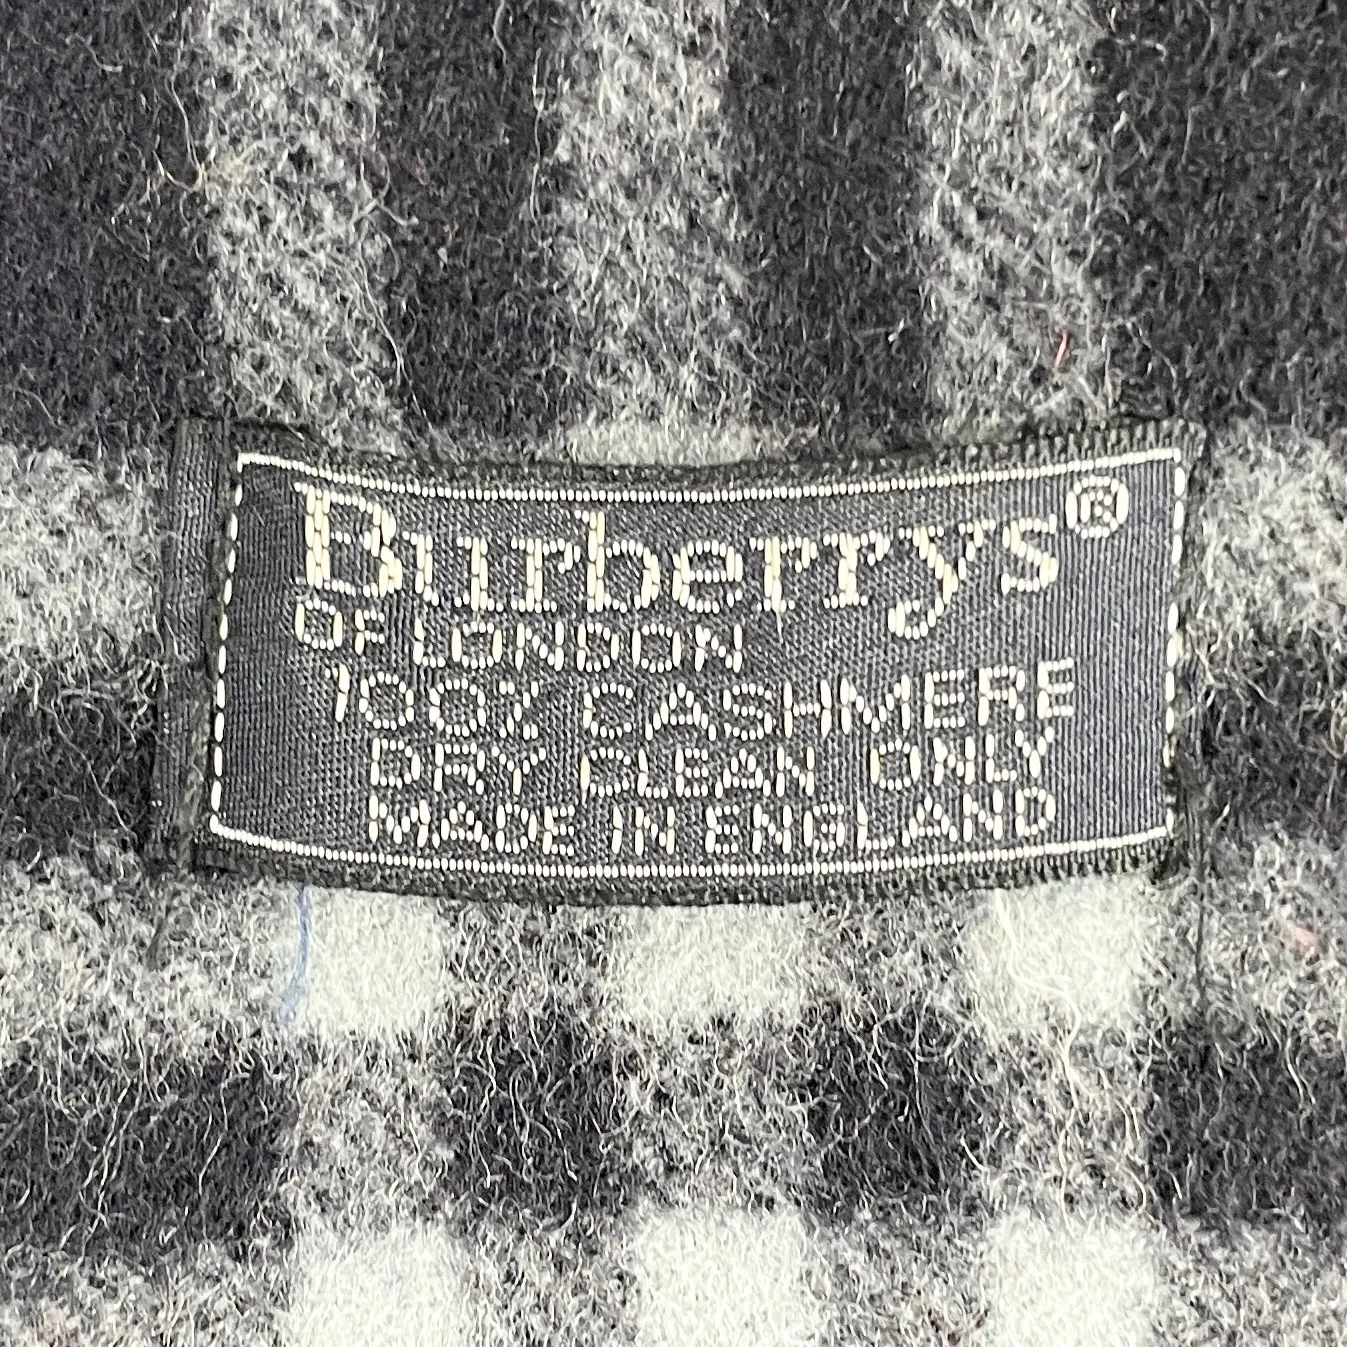 Burberrys®
OF LONDON
100% CASHMERE
DRY CLEAN ONLY
MADE IN ENGLAND